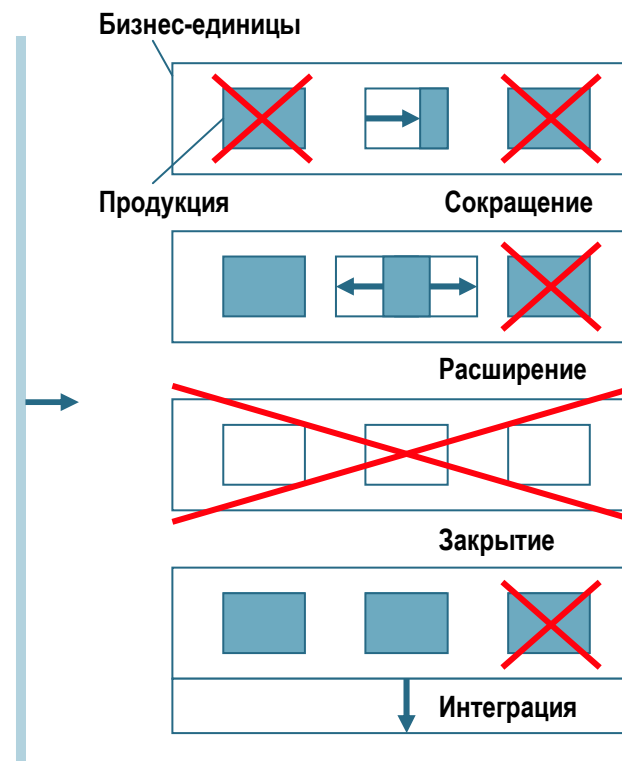 Бизнес-единицы
Продукция
Сокращение
Расширение
Закрытие
Интеграция